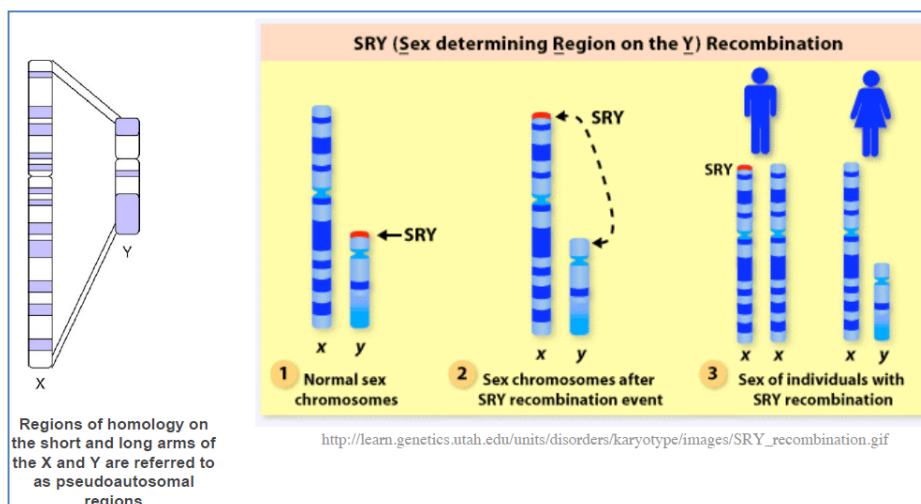 Y
X
Regions of homology on
the short and long arms of
the X and Y are referred to
as pseudoautosomal
regions
SRY (Sex determining Region on the Y) Recombination
SRY
x y
1 Normal sex
chromosomes
SRY
x y
2 Sex chromosomes after
SRY recombination event
SRY
x x x y
3 Sex of individuals with
SRY recombination
http://learn.genetics.utah.edu/units/disorders/karyotype/images/SRY_recombination.gif